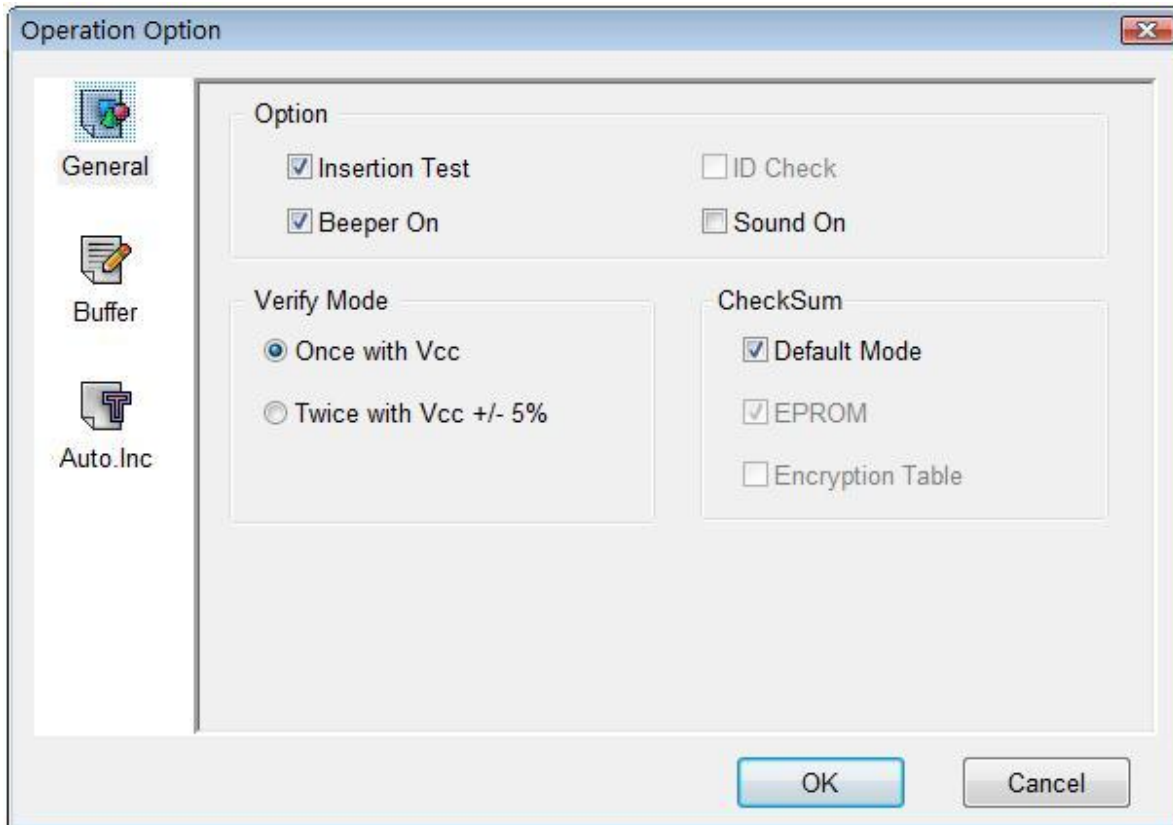 Operation Option
General
Buffer
Auto.Inc
Option
Insertion Test
ID Check
Beeper On
Sound On
Verify Mode
Once with Vcc
Twice with Vcc +/- 5%
CheckSum
Default Mode
EPROM
Encryption Table
OK
Cancel